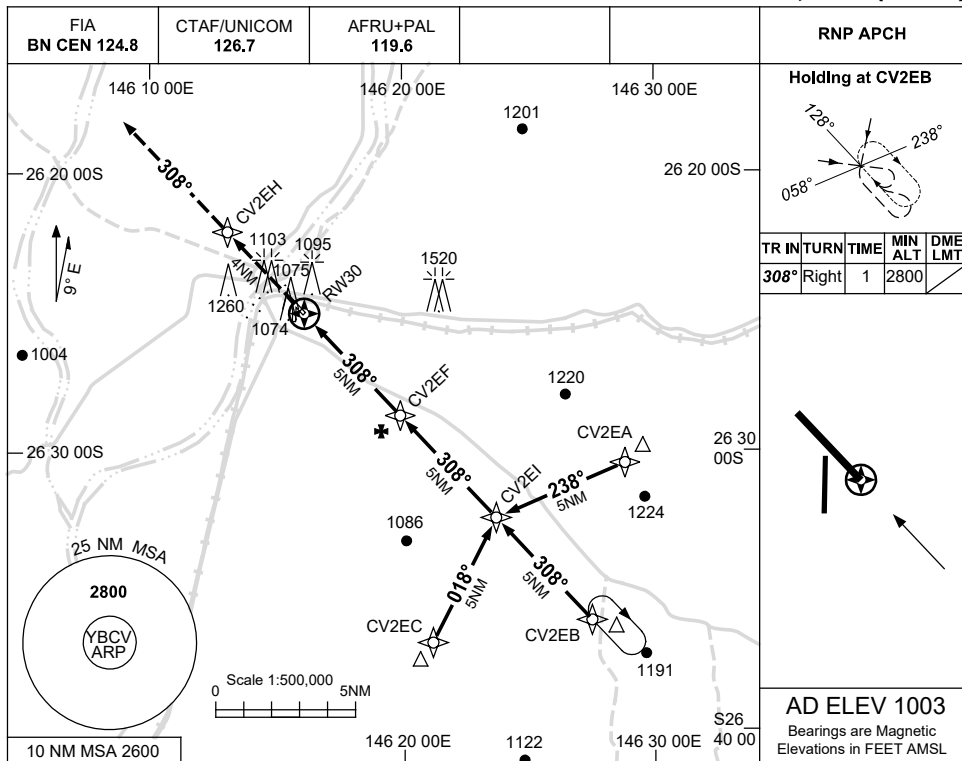 FIA
BN CEN 124.8
CTAF/UNICOM
126.7
AFRU+PAL
119.6
RNP APCH
146 10 00E
146 20 00E
146 30 00E
1201
26 20 00S
26 20 00S
308°
CV2EH
9° E
1103
1095
1075
1520
4NM
RW30
1260
1074
1004
308°
5NM
1220
CV2EF
CV2EA
26 30 00S
26 30
00S
308°
5NM
CV2EI
238°
5NM
1224
1086
25 NM MSA
2800
YBCV
ARP
018°
5NM
308°
5NM
CV2EC
CV2EB
1191
Scale 1:500,000
0
5NM
S26
40 00
10 NM MSA 2600
146 20 00E
1122
146 30 00E
Holding at CV2EB
128°
238°
058°
TR IN TURN TIME MIN ALT DME LMT
308° Right 1 2800
AD ELEV 1003
Bearings are Magnetic
Elevations in FEET AMSL